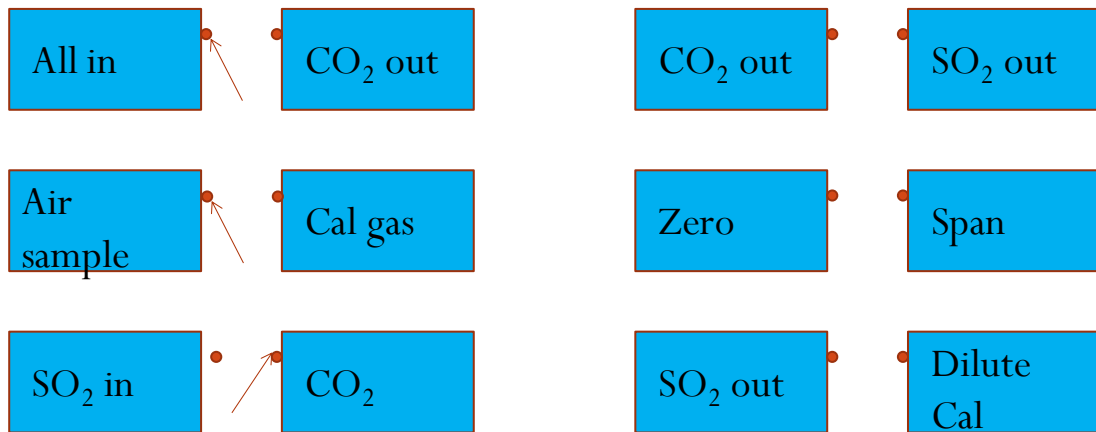 All in
CO₂ out
CO₂ out
SO₂ out
Air
sample
Cal gas
Zero
Span
SO₂ in
CO₂
SO₂ out
Dilute
Cal